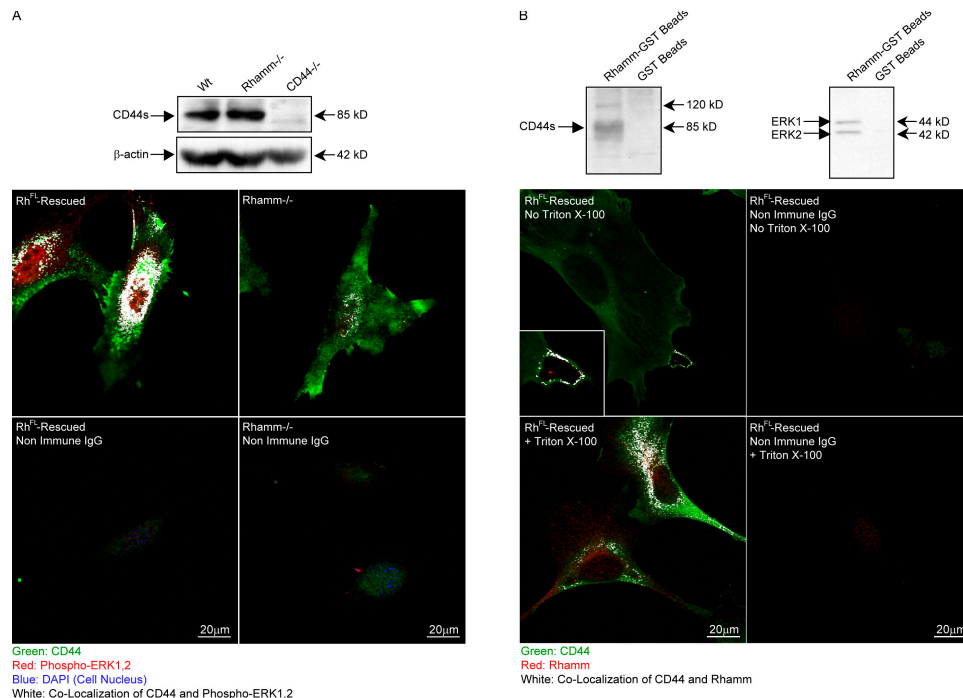 A
Wt
Rhamm-/-
CD44-/-
CD44s
85 kD
β-actin
42 kD
Rh^FL-Rescued
Rhamm-/-
Rh^FL-Rescued
Non Immune IgG
Rhamm-/-
Non Immune IgG
20μm
20μm
Green: CD44
Red: Phospho-ERK1,2
Blue: DAPI (Cell Nucleus)
White: Co-Localization of CD44 and Phospho-ERK1,2
B
Rhamm-GST Beads
GST Beads
120 kD
CD44s
85 kD
Rhamm-GST Beads
GST Beads
ERK1
44 kD
ERK2
42 kD
Rh^FL-Rescued
No Triton X-100
Rh^FL-Rescued
Non Immune IgG
No Triton X-100
Rh^FL-Rescued
+ Triton X-100
Rh^FL-Rescued
Non Immune IgG
+ Triton X-100
20μm
20μm
Green: CD44
Red: Rhamm
White: Co-Localization of CD44 and Rhamm